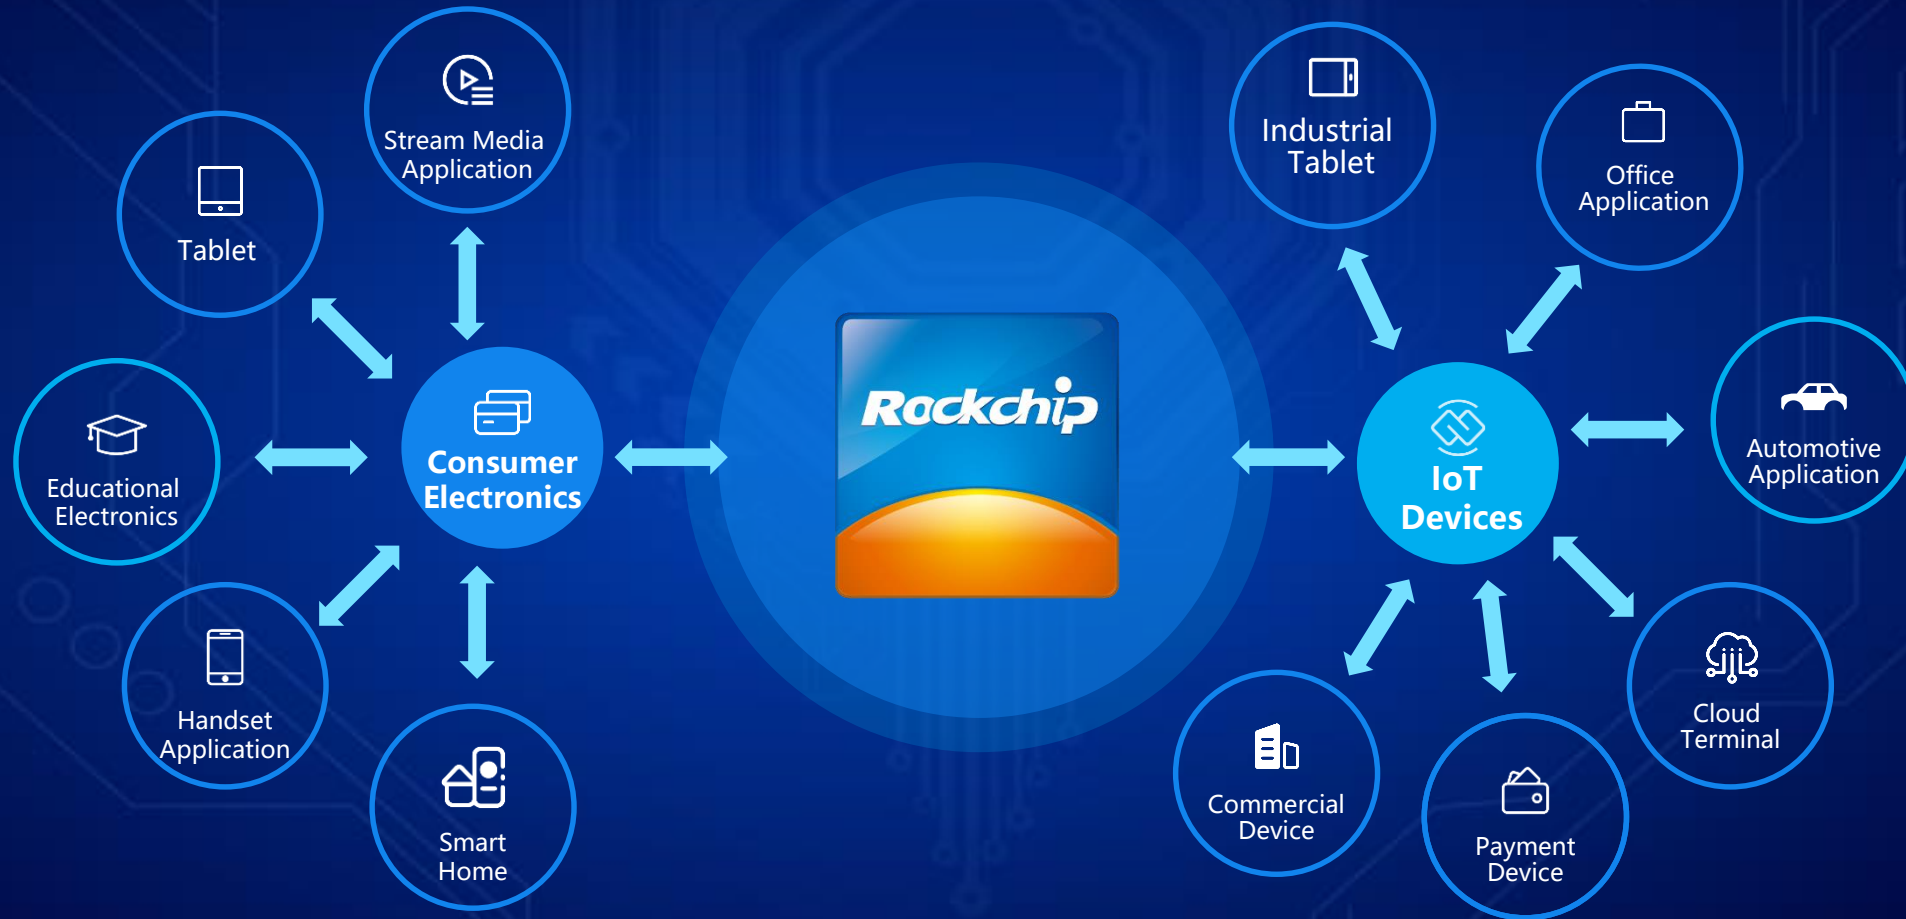 Stream Media
Application
Tablet
Educational
Electronics
Handset
Application
Smart
Home
Consumer
Electronics
Rockchip
Industrial
Tablet
Office
Application
Automotive
Application
IoT
Devices
Cloud
Terminal
Commercial
Device
Payment
Device